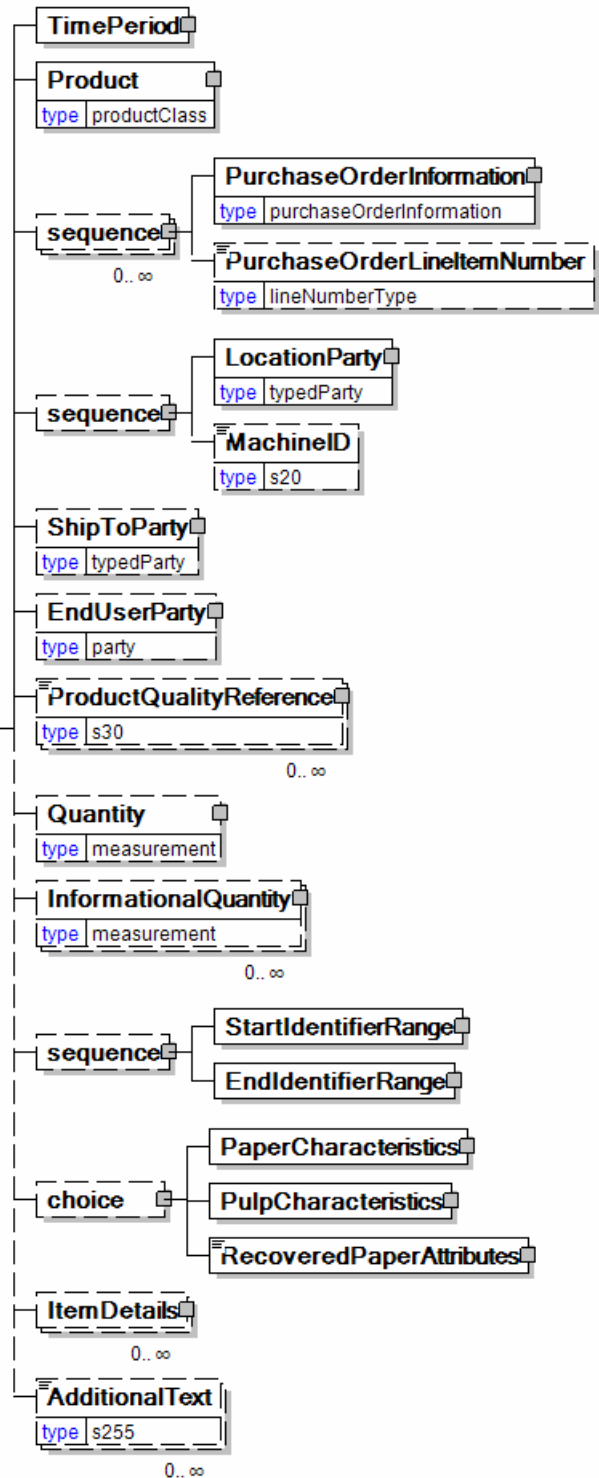 TimePeriod
Product
type productClass
PurchaseOrderInformation
type purchaseOrderInformation
sequence
0.. ∞
PurchaseOrderLineItemNumber
type lineNumberType
LocationParty
type typedParty
sequence
MachineID
type s20
ShipToParty
type typedParty
EndUserParty
type party
ProductQualityReference
type s30
0.. ∞
Quantity
type measurement
InformationalQuantity
type measurement
0.. ∞
StartIdentifierRange
sequence
EndIdentifierRange
PaperCharacteristics
choice
PulpCharacteristics
RecoveredPaperAttributes
ItemDetails
0.. ∞
AdditionalText
type s255
0.. ∞